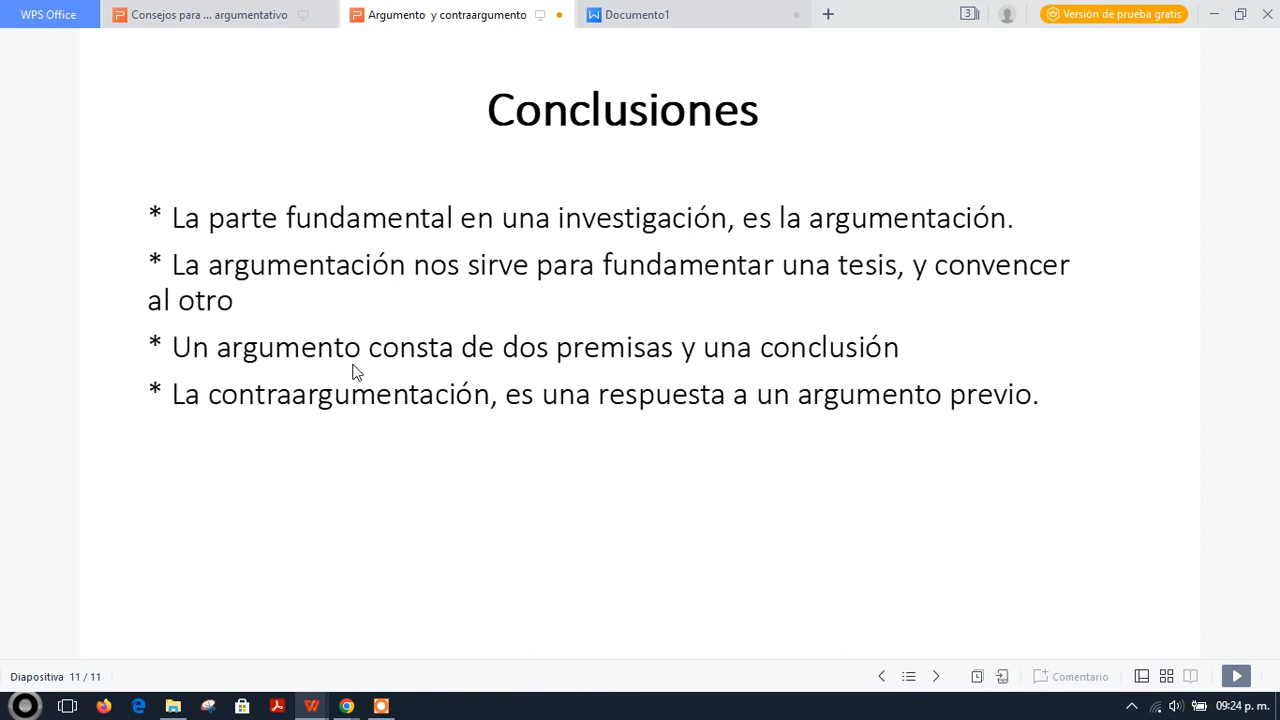 WPS Office
Consejos para ... argumentativo
Argumento y contraargumento
Documento1
3
Versión de prueba gratis
Conclusiones
* La parte fundamental en una investigación, es la argumentación.
* La argumentación nos sirve para fundamentar una tesis, y convencer
al otro
* Un argumento consta de dos premisas y una conclusión
* La contraargumentación, es una respuesta a un argumento previo.
Diapositiva 11 / 11
Comentario
09:24 p. m.